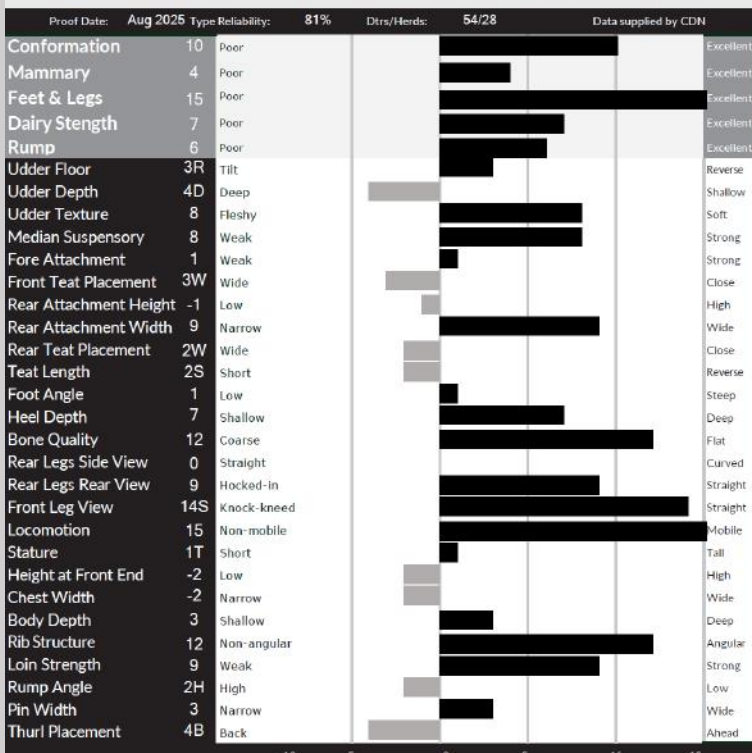 Proof Date: Aug 2025 Type Reliability: 81% Dtrs/Herds: 54/28 Data supplied by CDN
Conformation 10 Poor Excellent
Mammary 4 Poor Excellent
Feet & Legs 15 Poor Excellent
Dairy Stength 7 Poor Excellent
Rump 6 Poor Excellent
Udder Floor 3R Tilt Reverse
Udder Depth 4D Deep Shallow
Udder Texture 8 Fleshy Soft
Median Suspensory 8 Weak Strong
Fore Attachment 1 Weak Strong
Front Teat Placement 3W Wide Close
Rear Attachment Height -1 Low High
Rear Attachment Width 9 Narrow Wide
Rear Teat Placement 2W Wide Close
Teat Length 2S Short Reverse
Foot Angle 1 Low Steep
Heel Depth 7 Shallow Deep
Bone Quality 12 Coarse Flat
Rear Legs Side View 0 Straight Curved
Rear Legs Rear View 9 Hocked-in Straight
Front Leg View 14S Knock-kneed Straight
Locomotion 15 Non-mobile Mobile
Stature 1T Short Tall
Height at Front End -2 Low High
Chest Width -2 Narrow Wide
Body Depth 3 Shallow Deep
Rib Structure 12 Non-angular Angular
Loin Strength 9 Weak Strong
Rump Angle 2H High Low
Pin Width 3 Narrow Wide
Thurl Placement 4B Back Ahead